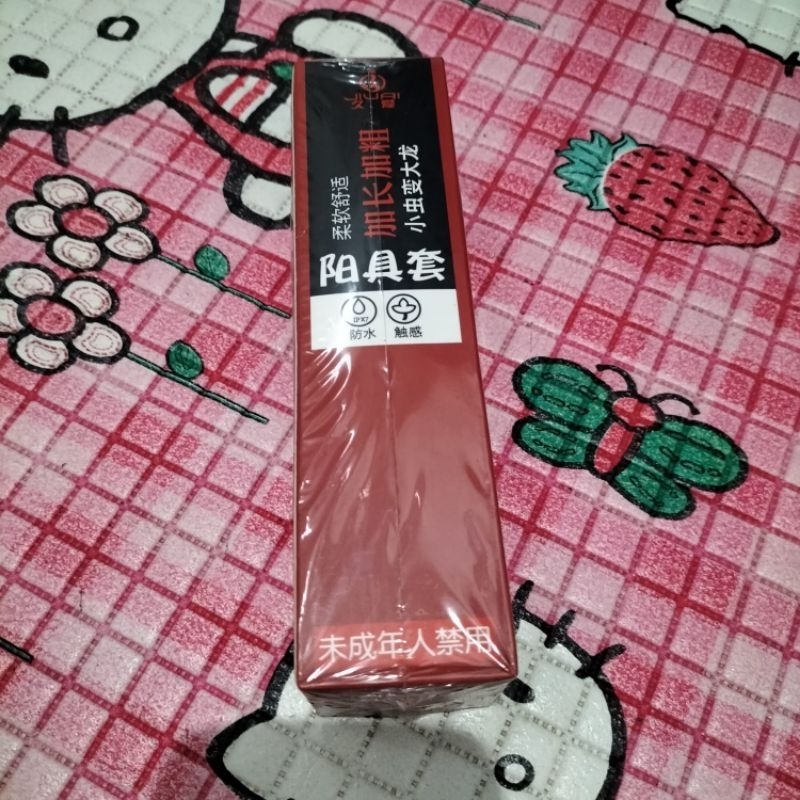 柔软舒适
加长加粗
小虫变大龙
阳具套
IPX7
防水
触感
未成年人禁用